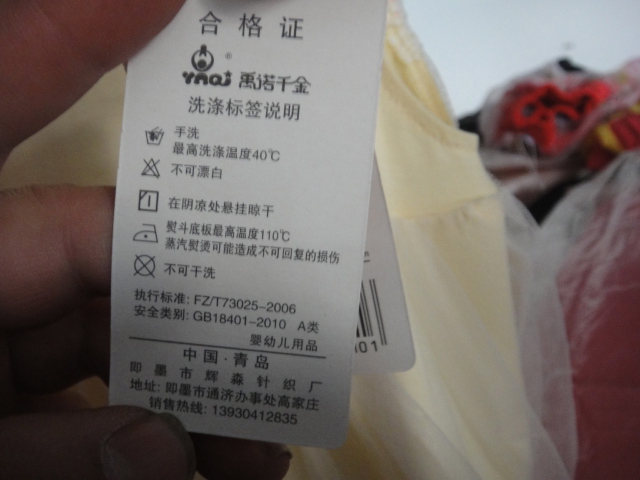 合格证
®
YNQJ 禹诺千金
洗涤标签说明
手洗
最高洗涤温度40℃
不可漂白
在阴凉处悬挂晾干
熨斗底板最高温度110℃
蒸汽熨烫可能造成不可回复的损伤
不可干洗
执行标准: FZ/T73025-2006
安全类别: GB18401-2010 A类
婴幼儿用品
中国·青岛
即墨市辉淼针织厂
地址: 即墨市通济办事处高家庄
销售热线: 13930412835